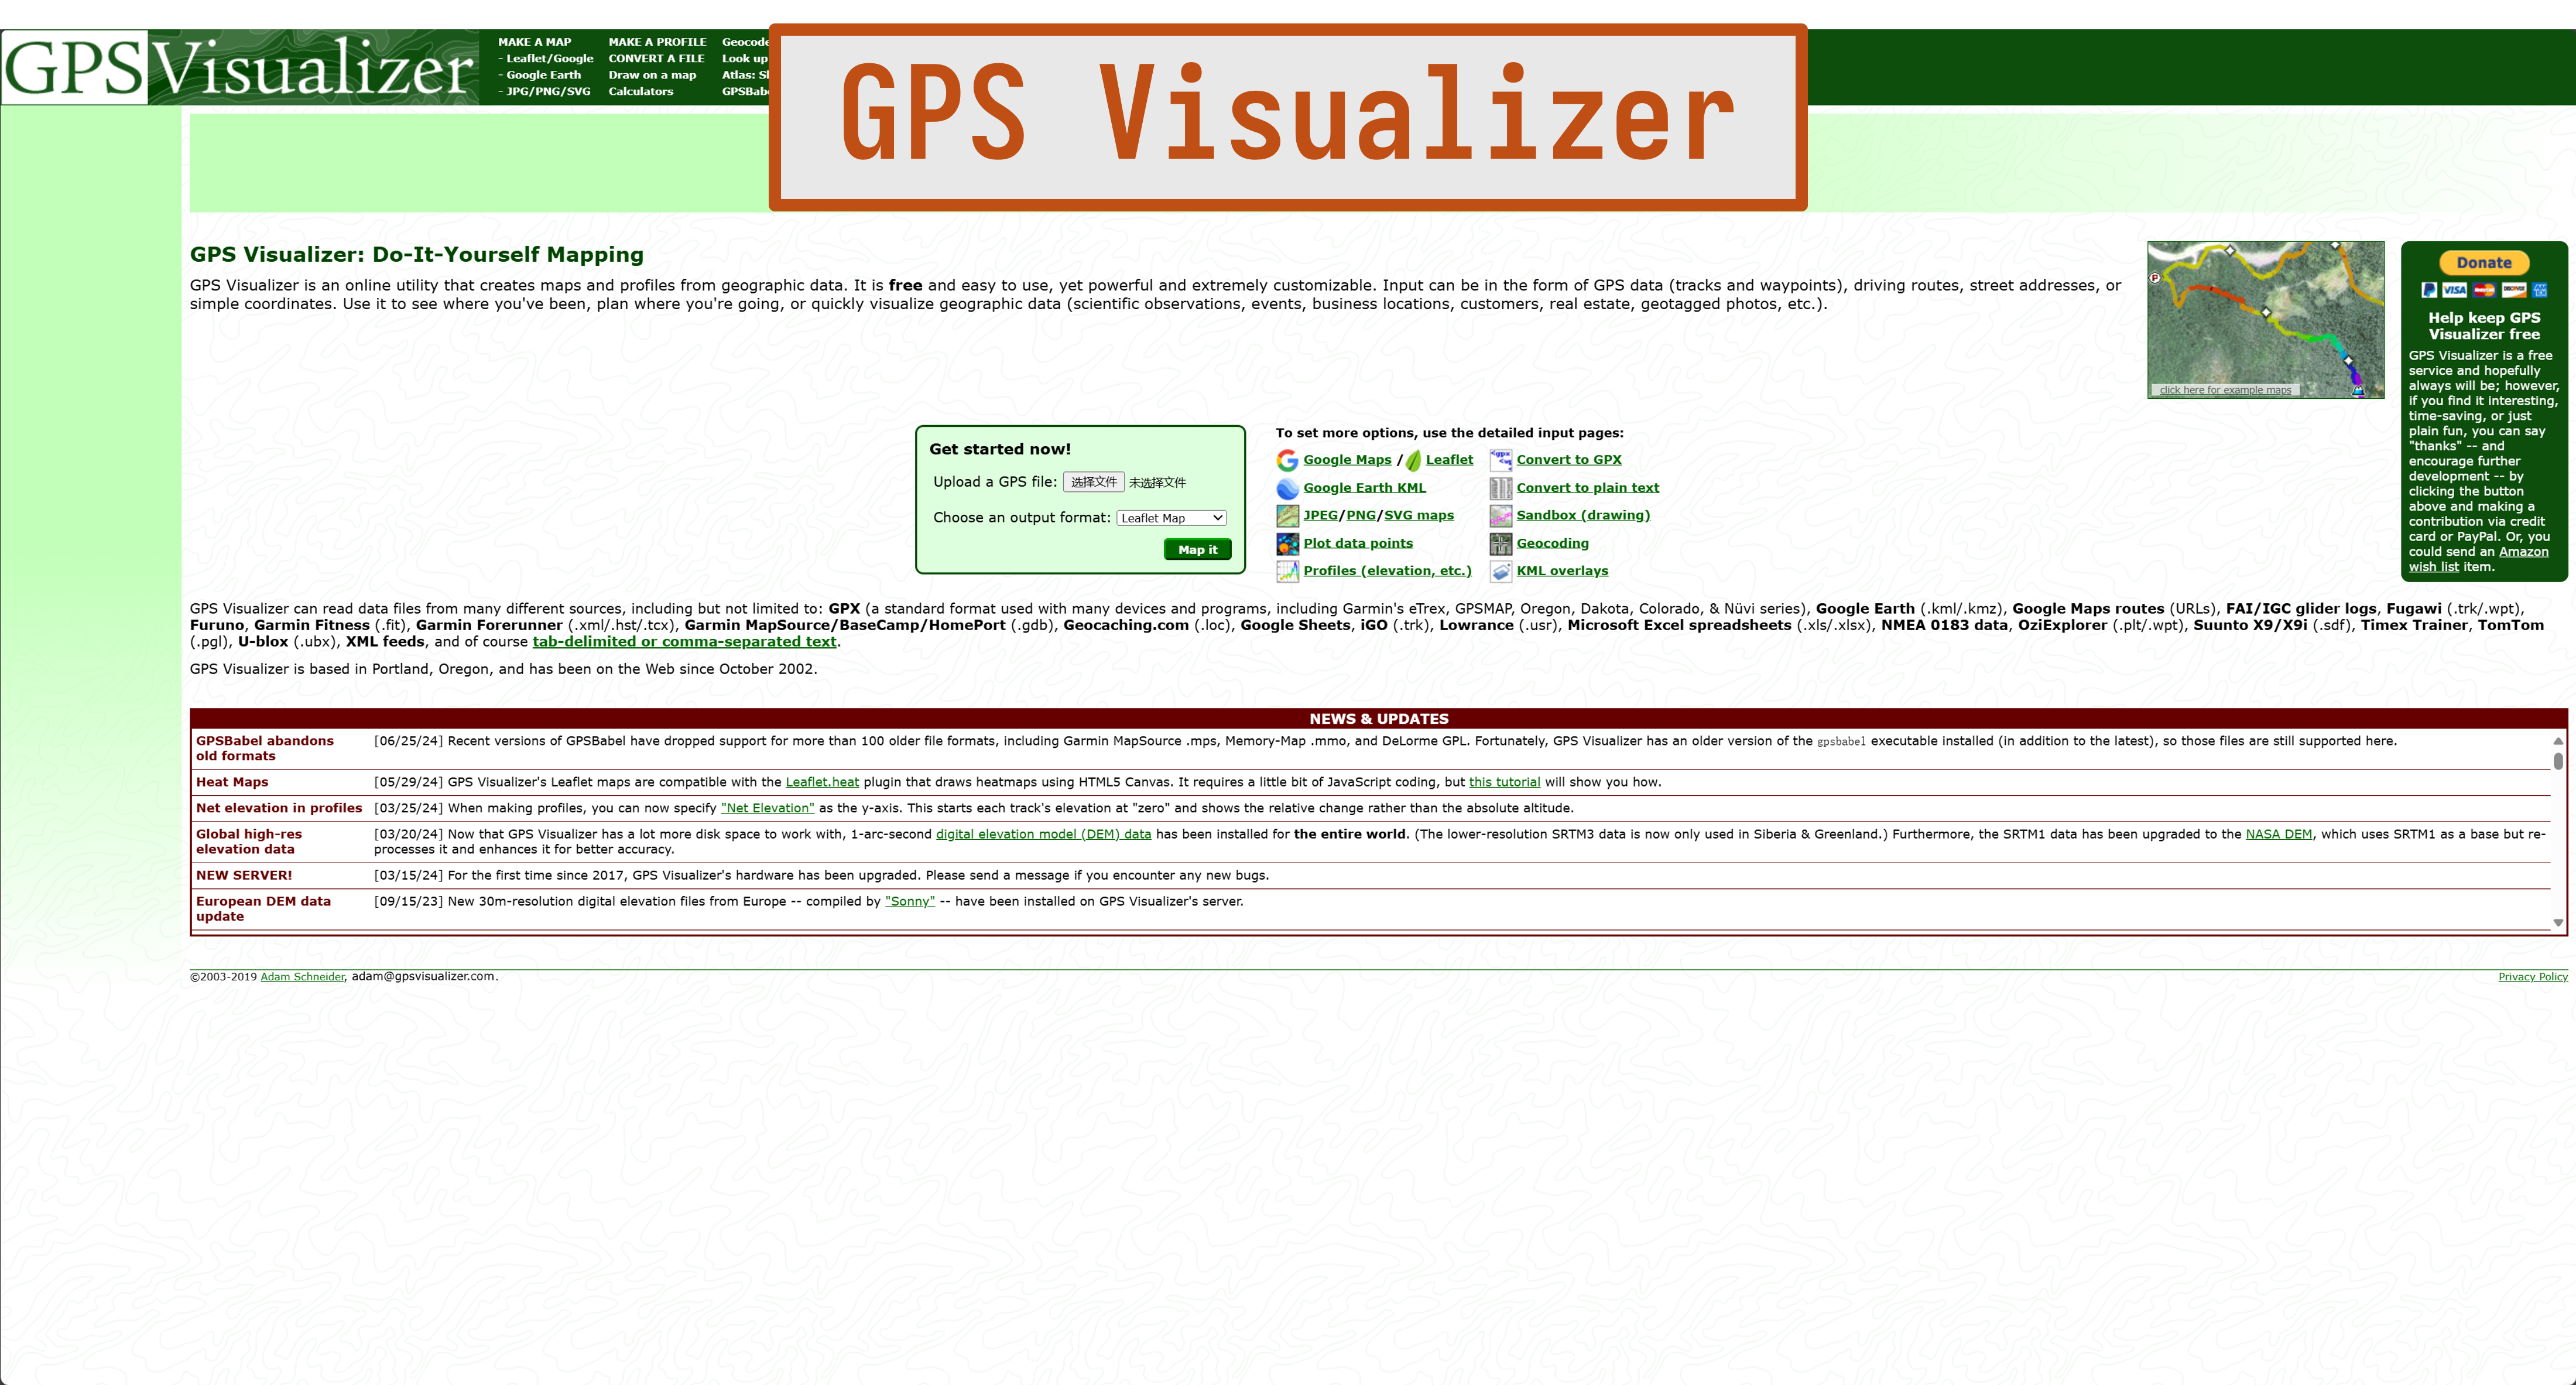 GPSVisualizer
MAKE A MAP
- Leaflet/Google
- Google Earth
- JPG/PNG/SVG
MAKE A PROFILE
CONVERT A FILE
Draw on a map
Calculators
Look up
Atlas:
GPS Visualizer
GPS Visualizer: Do-It-Yourself Mapping
GPS Visualizer is an online utility that creates maps and profiles from geographic data. It is free and easy to use, yet powerful and extremely customizable. Input can be in the form of GPS data (tracks and waypoints), driving routes, street addresses, or
simple coordinates. Use it to see where you've been, plan where you're going, or quickly visualize geographic data (scientific observations, events, business locations, customers, real estate, geotagged photos, etc.).
click here for example maps
Donate
VISA
DISCOVER
Help keep GPS
Visualizer free
GPS Visualizer is a free
service and hopefully
always will be; however,
if you find it interesting,
time-saving, or just
plain fun, you can say
"thanks" -- and
encourage further
development -- by
clicking the button
above and making a
contribution via credit
card or PayPal. Or, you
could send an Amazon
wish list item.
Get started now!
Upload a GPS file: 选择文件 未选择文件
Choose an output format: Leaflet Map
Map it
To set more options, use the detailed input pages:
Google Maps / Leaflet
Google Earth KML
JPEG/PNG/SVG maps
Plot data points
Profiles (elevation, etc.)
Convert to GPX
Convert to plain text
Sandbox (drawing)
Geocoding
KML overlays
GPS Visualizer can read data files from many different sources, including but not limited to: GPX (a standard format used with many devices and programs, including Garmin's eTrex, GPSMAP, Oregon, Dakota, Colorado, & Nüvi series), Google Earth (.kml/.kmz), Google Maps routes (URLs), FAI/IGC glider logs, Fugawi (.trk/.wpt),
Furuno, Garmin Fitness (.fit), Garmin Forerunner (.xml/.hst/.tcx), Garmin MapSource/BaseCamp/HomePort (.gdb), Geocaching.com (.loc), Google Sheets, iGO (.trk), Lowrance (.usr), Microsoft Excel spreadsheets (.xls/.xlsx), NMEA 0183 data, OziExplorer (.plt/.wpt), Suunto X9/X9i (.sdf), Timex Trainer, TomTom
(.pgl), U-blox (.ubx), XML feeds, and of course tab-delimited or comma-separated text.
GPS Visualizer is based in Portland, Oregon, and has been on the Web since October 2002.
NEWS & UPDATES
GPSBabel abandons
old formats
[06/25/24] Recent versions of GPSBabel have dropped support for more than 100 older file formats, including Garmin MapSource .mps, Memory-Map .mmo, and DeLorme GPL. Fortunately, GPS Visualizer has an older version of the gpsbabel executable installed (in addition to the latest), so those files are still supported here.
Heat Maps
[05/29/24] GPS Visualizer's Leaflet maps are compatible with the Leaflet.heat plugin that draws heatmaps using HTML5 Canvas. It requires a little bit of JavaScript coding, but this tutorial will show you how.
Net elevation in profiles
[03/25/24] When making profiles, you can now specify "Net Elevation" as the y-axis. This starts each track's elevation at "zero" and shows the relative change rather than the absolute altitude.
Global high-res
elevation data
[03/20/24] Now that GPS Visualizer has a lot more disk space to work with, 1-arc-second digital elevation model (DEM) data has been installed for the entire world. (The lower-resolution SRTM3 data is now only used in Siberia & Greenland.) Furthermore, the SRTM1 data has been upgraded to the NASA DEM, which uses SRTM1 as a base but re-
processes it and enhances it for better accuracy.
NEW SERVER!
[03/15/24] For the first time since 2017, GPS Visualizer's hardware has been upgraded. Please send a message if you encounter any new bugs.
European DEM data
update
[09/15/23] New 30m-resolution digital elevation files from Europe -- compiled by "Sonny" -- have been installed on GPS Visualizer's server.
©2003-2019 Adam Schneider, adam@gpsvisualizer.com.
Privacy Policy